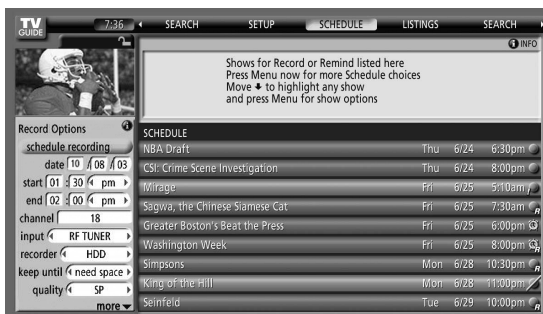 TV GUIDE
7:36 SEARCH SETUP SCHEDULE LISTINGS SEARCH
INFO
Shows for Record or Remind listed here
Press Menu now for more Schedule choices
Move to highlight any show
and press Menu for show options
Record Options
schedule recording
date 10 / 08 / 03
start 01 : 30 pm
end 02 : 00 pm
channel 18
input RF TUNER
recorder HDD
keep until need space
quality SP
more
SCHEDULE
NBA Draft Thu 6/24 6:30pm
CSI: Crime Scene Investigation Thu 6/24 8:00pm
Mirage Fri 6/25 5:10am
Sagwa, the Chinese Siamese Cat Fri 6/25 7:30am R
Greater Boston's Beat the Press Fri 6/25 6:00pm
Washington Week Fri 6/25 8:00pm R
Simpsons Mon 6/28 10:30pm R
King of the Hill Mon 6/28 11:00pm
Seinfeld Tue 6/29 10:00pm R